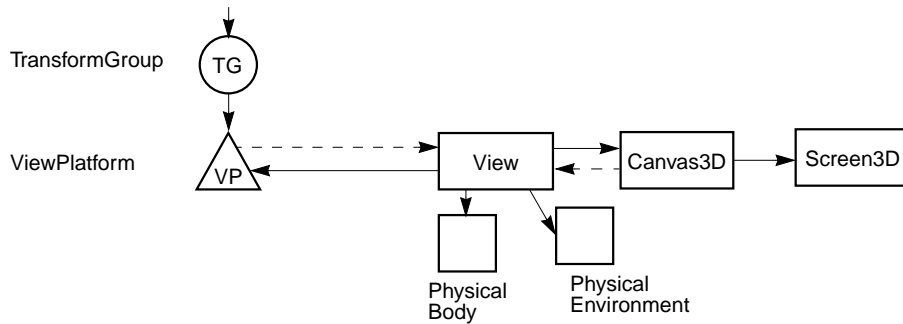 TransformGroup
TG
ViewPlatform
VP
View
Canvas3D
Screen3D
Physical
Body
Physical
Environment